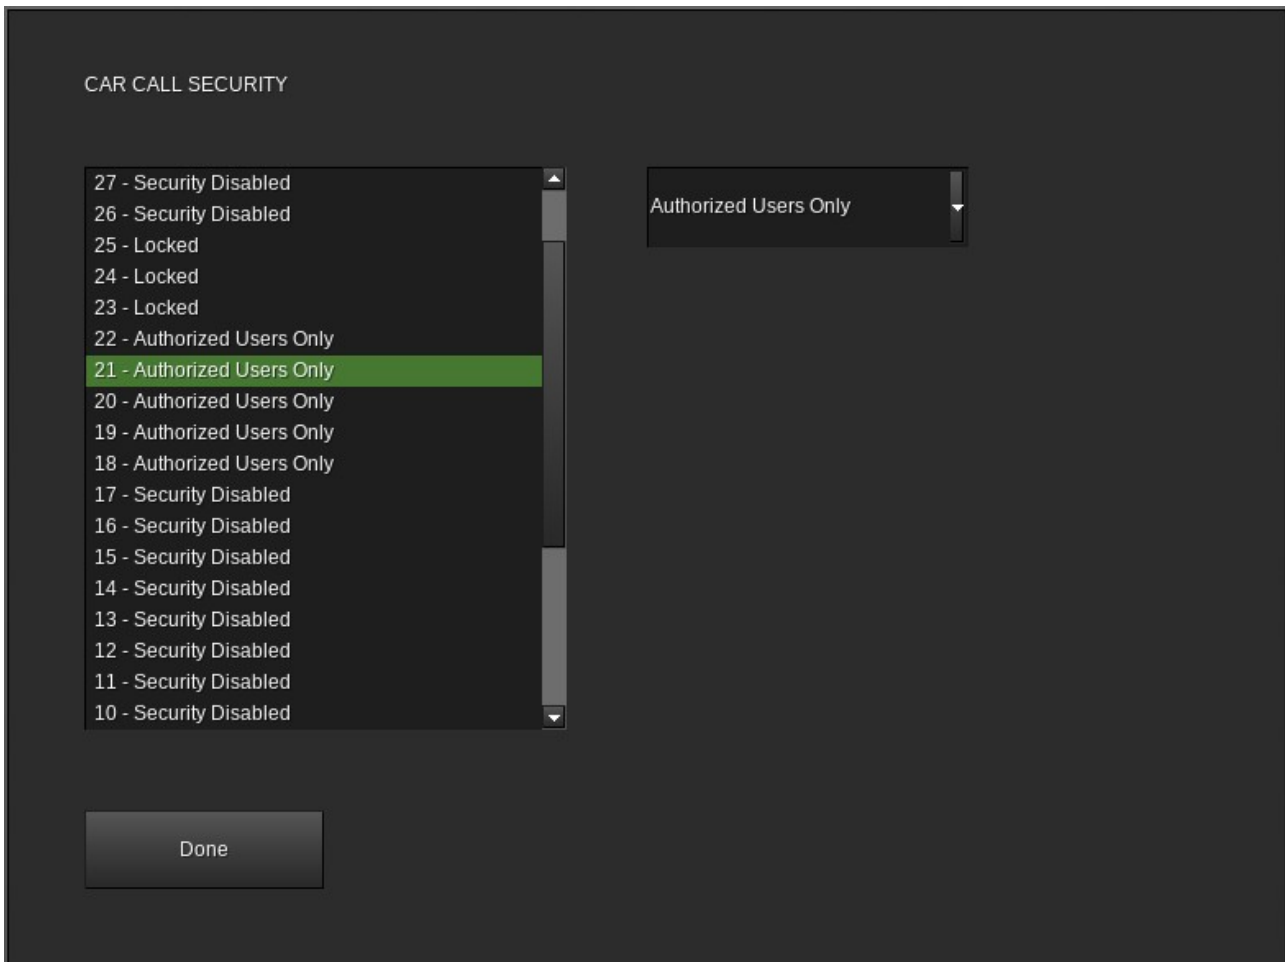 CAR CALL SECURITY
27 - Security Disabled
26 - Security Disabled
25 - Locked
24 - Locked
23 - Locked
22 - Authorized Users Only
21 - Authorized Users Only
20 - Authorized Users Only
19 - Authorized Users Only
18 - Authorized Users Only
17 - Security Disabled
16 - Security Disabled
15 - Security Disabled
14 - Security Disabled
13 - Security Disabled
12 - Security Disabled
11 - Security Disabled
10 - Security Disabled
Authorized Users Only
Done